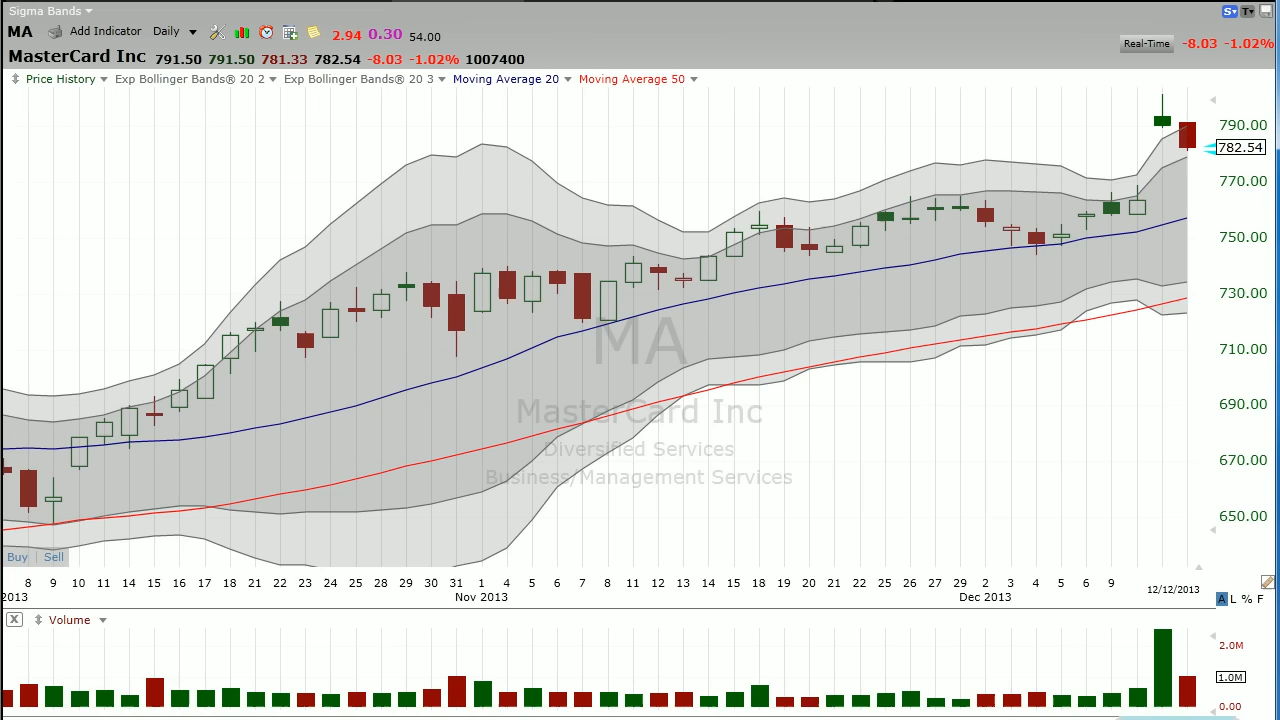 Sigma Bands
S T
MA Add Indicator Daily 2.94 0.30 54.00
Real-Time -8.03 -1.02%
MasterCard Inc 791.50 791.50 781.33 782.54 -8.03 -1.02% 1007400
Price History Exp Bollinger Bands® 20 2 Exp Bollinger Bands® 20 3 Moving Average 20 Moving Average 50
790.00
782.54
770.00
750.00
730.00
710.00
690.00
670.00
650.00
MA
MasterCard Inc
Diversified Services
Business/Management Services
Buy Sell
8 9 10 11 14 15 16 17 18 21 22 23 24 25 28 29 30 31 1 4 5 6 7 8 11 12 13 14 15 18 19 20 21 22 25 26 27 29 2 3 4 5 6 9 12/12/2013
2013 Nov 2013 Dec 2013
A L % F
X Volume
2.0M
1.0M
0.00